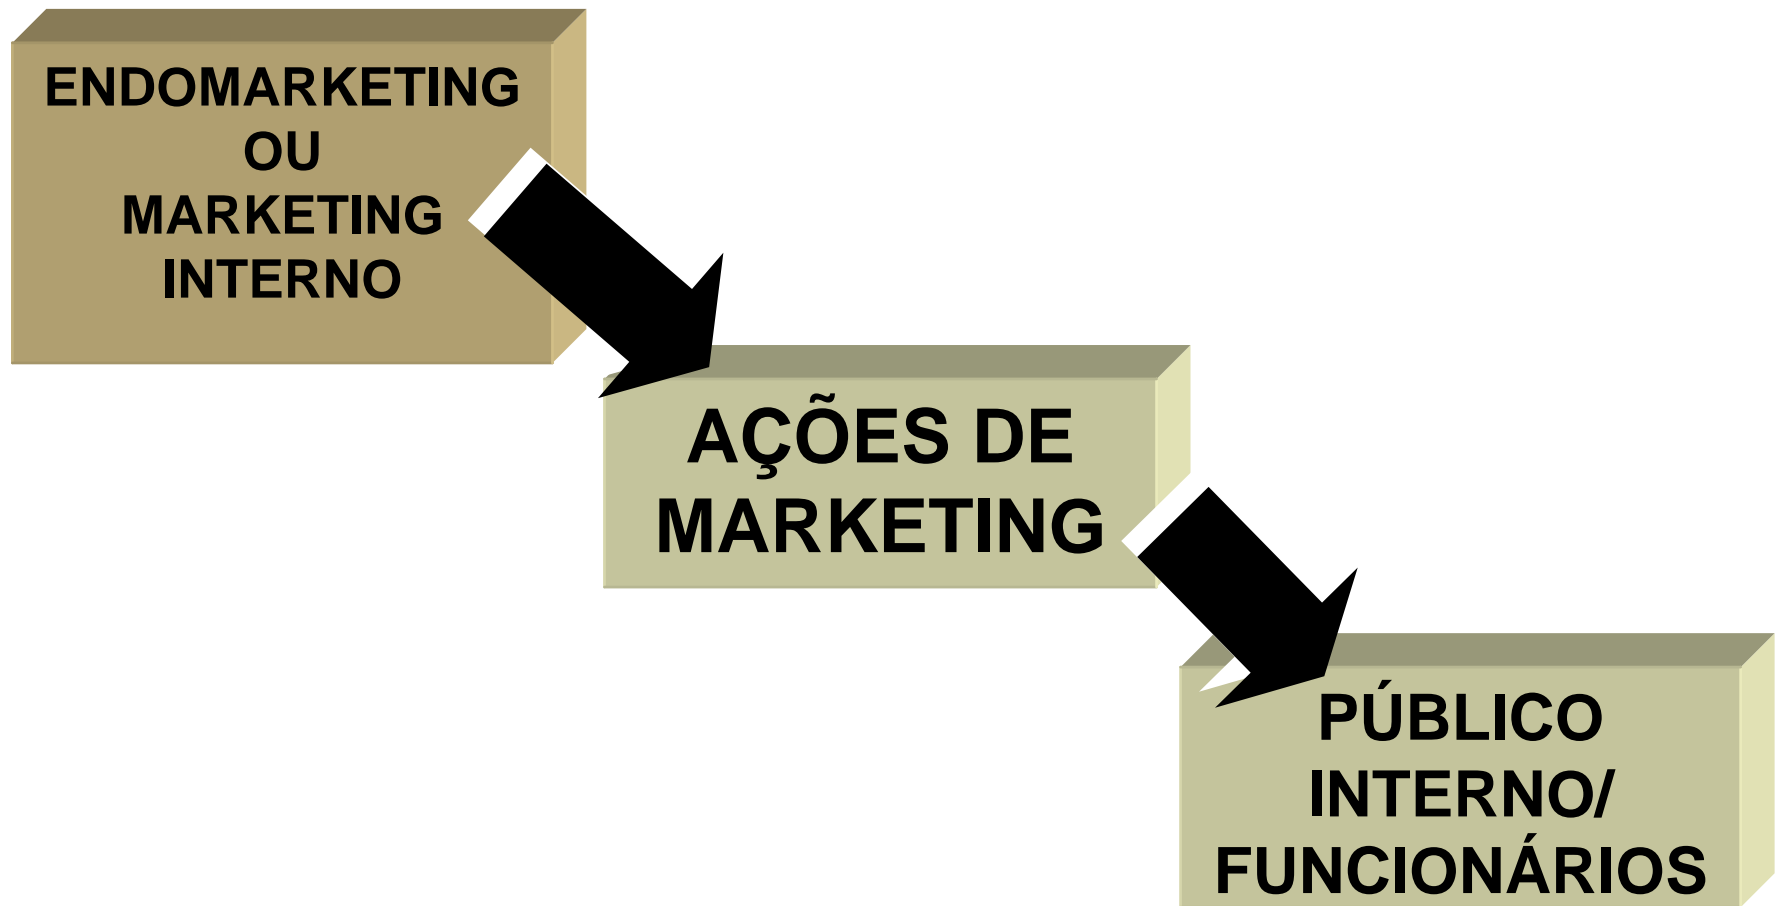 ENDOMARKETING
OU
MARKETING
INTERNO
AÇÕES DE
MARKETING
PÚBLICO
INTERNO/
FUNCIONÁRIOS